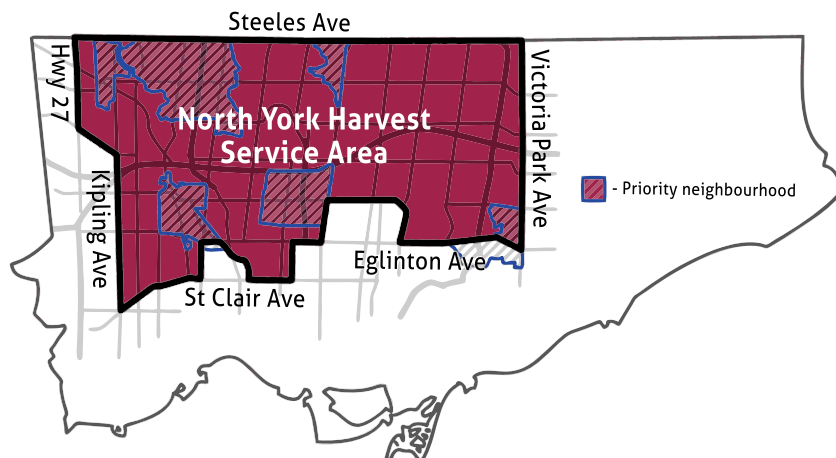 Steeles Ave
Hwy 27
Victoria Park Ave
North York Harvest
Service Area
Kipling Ave
- Priority neighbourhood
Eglinton Ave
St Clair Ave